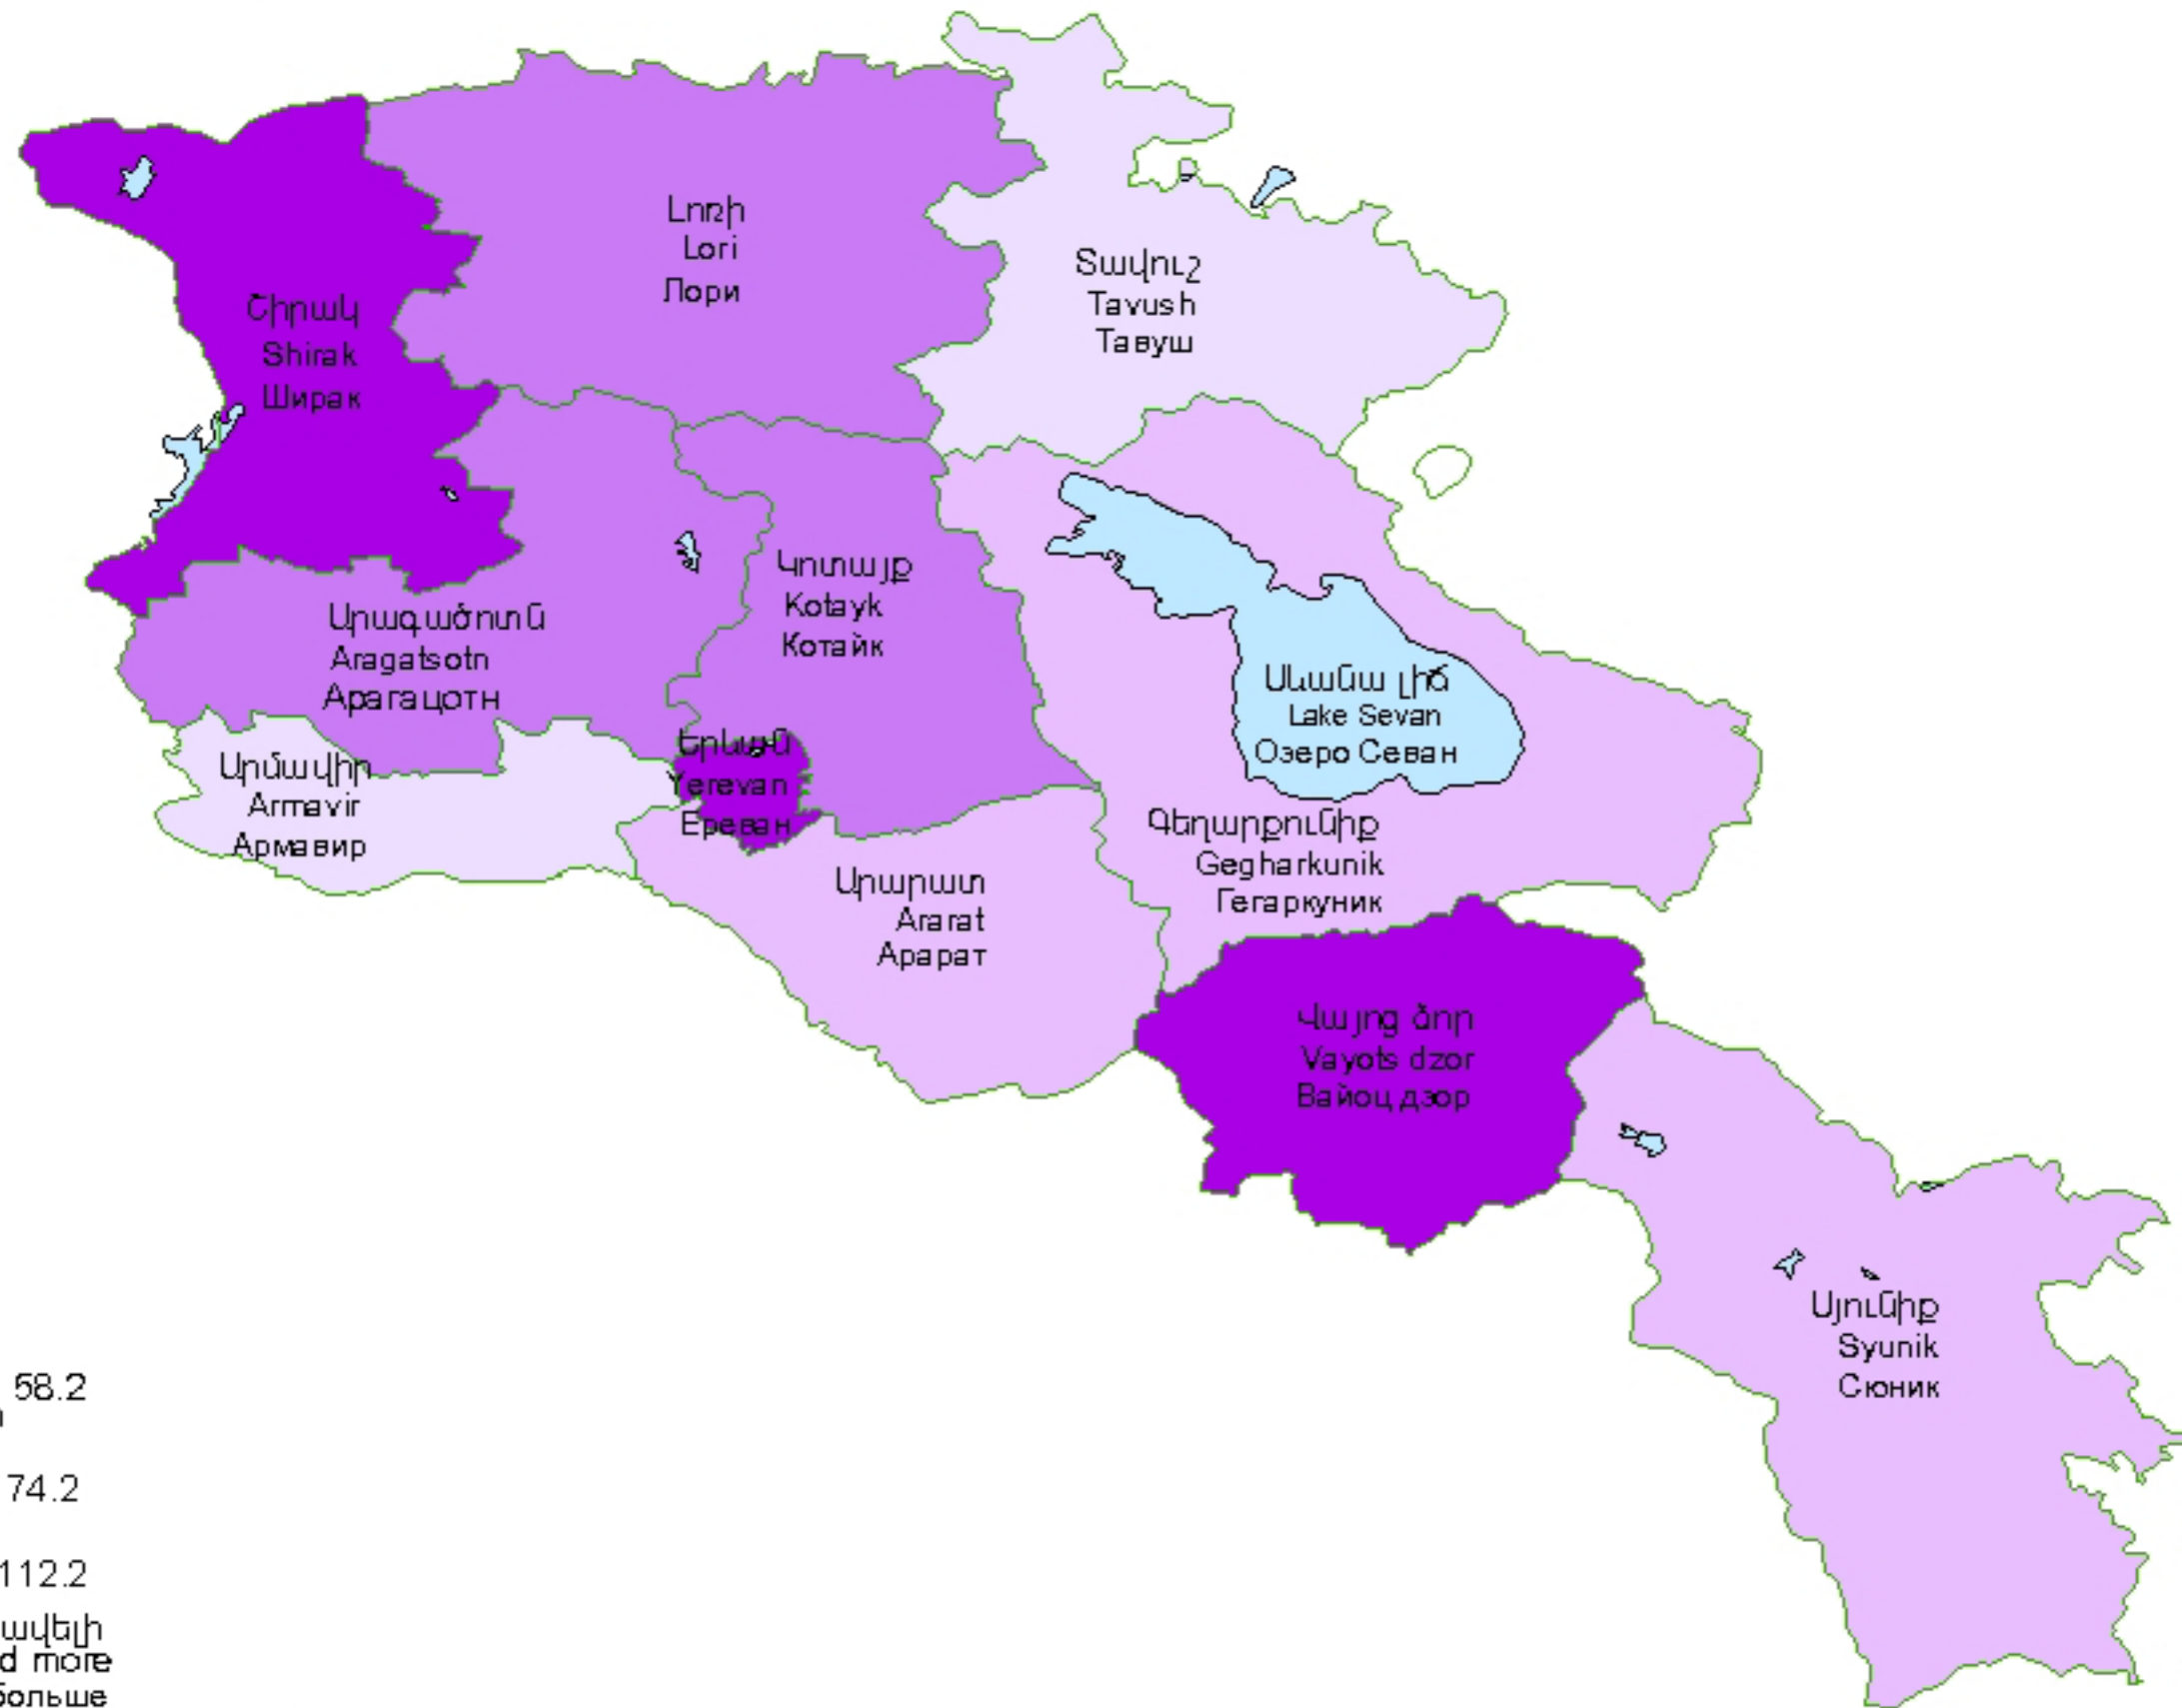 Լոռի
Lori
Лори
Տավուշ
Tavush
Тавуш
Շիրակ
Shirak
Ширак
Կոտայք
Kotayk
Котайк
Արագածոտն
Aragatsotn
Арагацотн
Սևանա լիճ
Lake Sevan
Озеро Севан
Երևան
Yerevan
Ереван
Արմավիր
Armavir
Армавир
Գեղարքունիք
Gegharkunik
Гегаркуник
Արարատ
Ararat
Арарат
Վայոց ձոր
Vayots dzor
Вайоц дзор
Սյունիք
Syunik
Сюник
58.2
74.2
112.2
more
больше